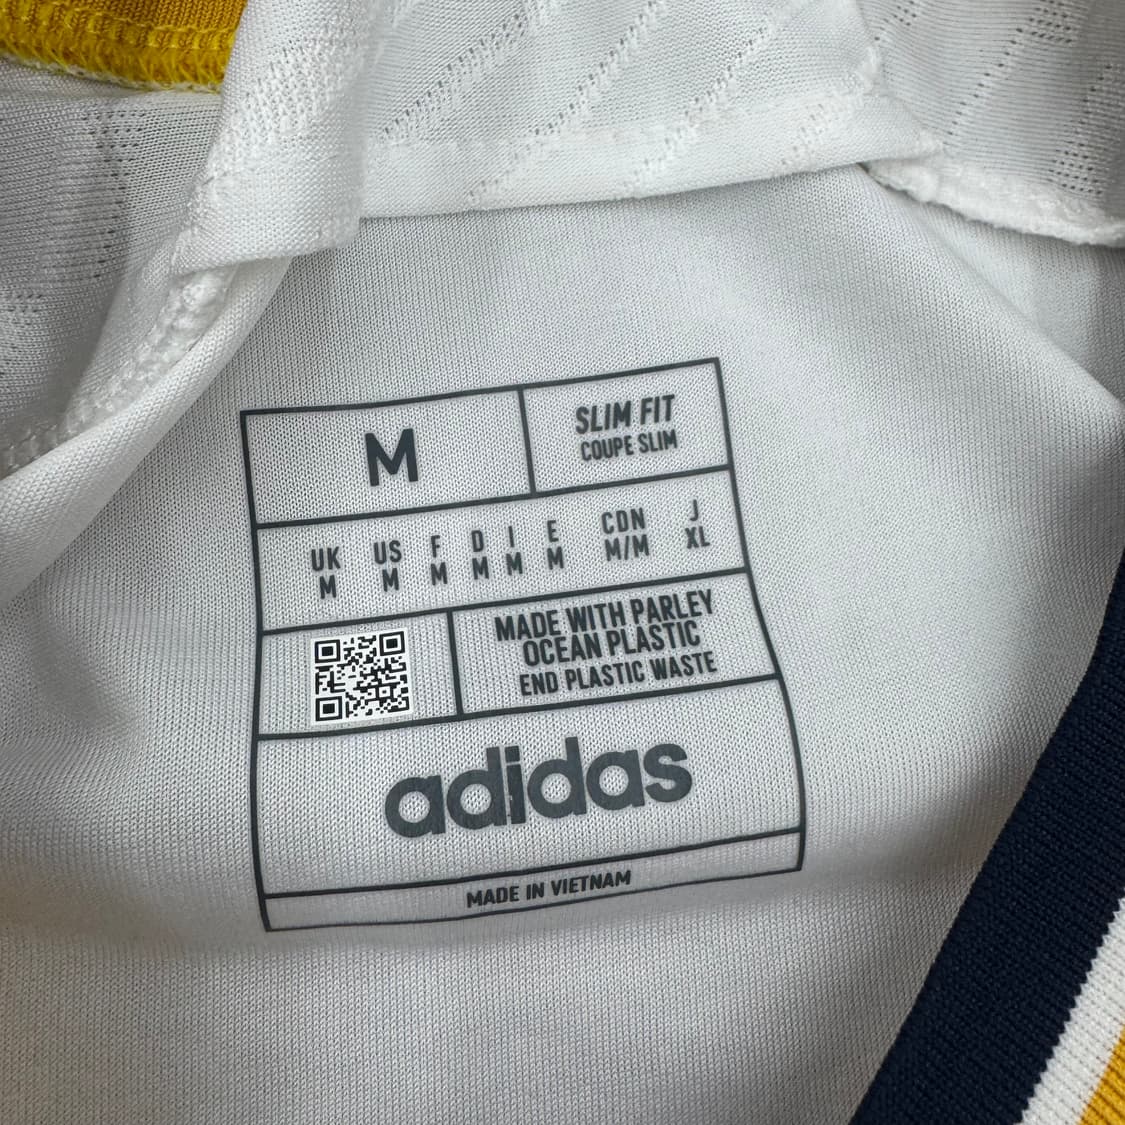 M
SLIM FIT
COUPE SLIM
UK US F D I E CDN J
M M M M M M M/M XL
MADE WITH PARLEY
OCEAN PLASTIC
END PLASTIC WASTE
adidas
MADE IN VIETNAM